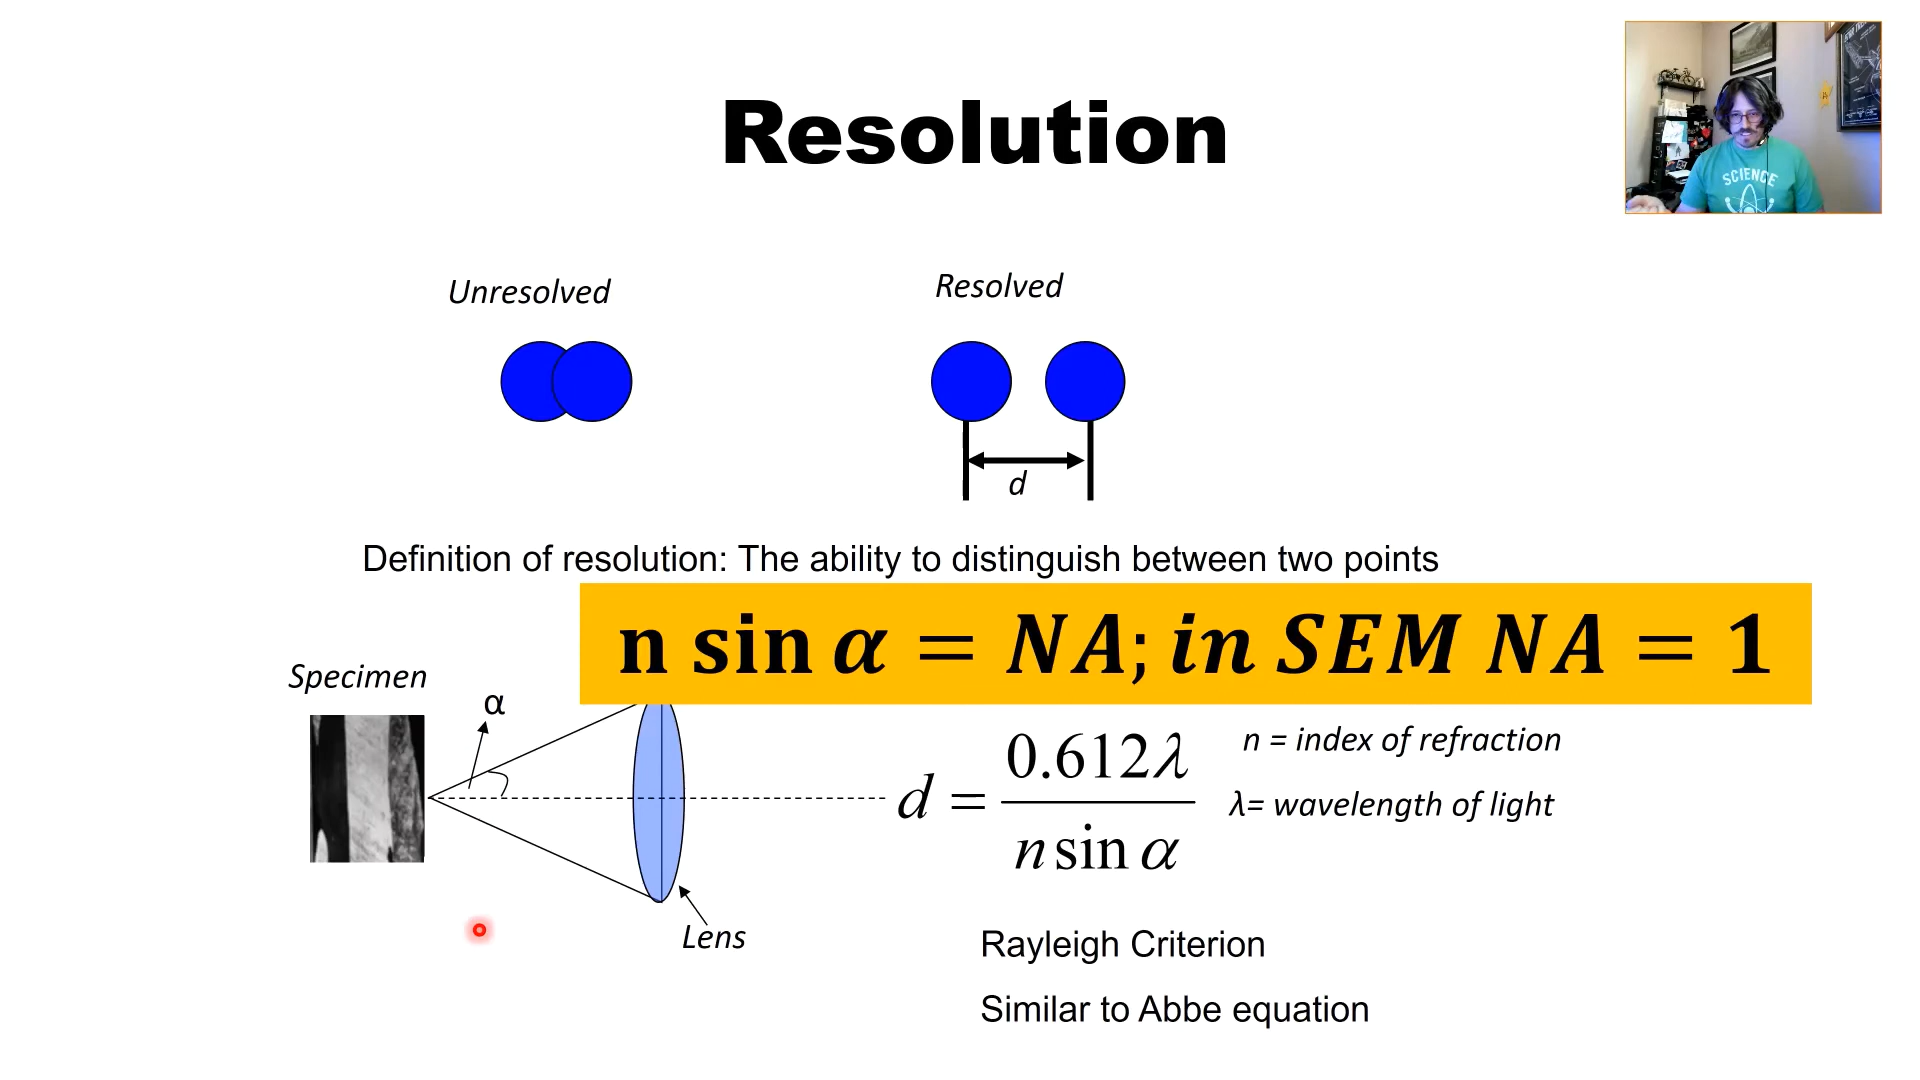 Resolution
SCIENCE
Unresolved
Resolved
d
Definition of resolution: The ability to distinguish between two points
n sin α = NA; in SEM NA = 1
Specimen
α
d = 0.612λ / n sin α
n = index of refraction
λ= wavelength of light
Lens
Rayleigh Criterion
Similar to Abbe equation